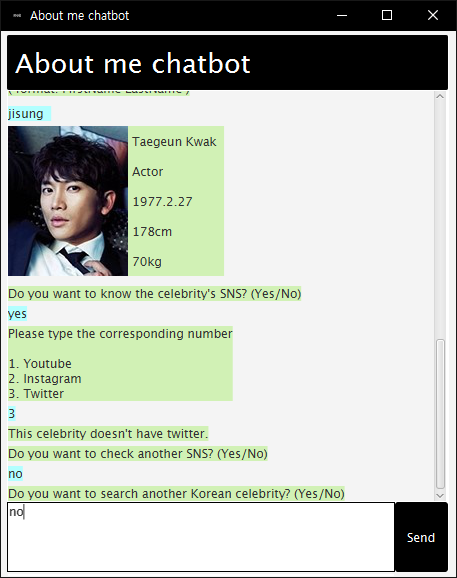 About me chatbot
About me chatbot
( format: FirstName LastName )
jisung
Taegeun Kwak
Actor
1977.2.27
178cm
70kg
Do you want to know the celebrity's SNS? (Yes/No)
yes
Please type the corresponding number
1. Youtube
2. Instagram
3. Twitter
3
This celebrity doesn't have twitter.
Do you want to check another SNS? (Yes/No)
no
Do you want to search another Korean celebrity? (Yes/No)
no
Send